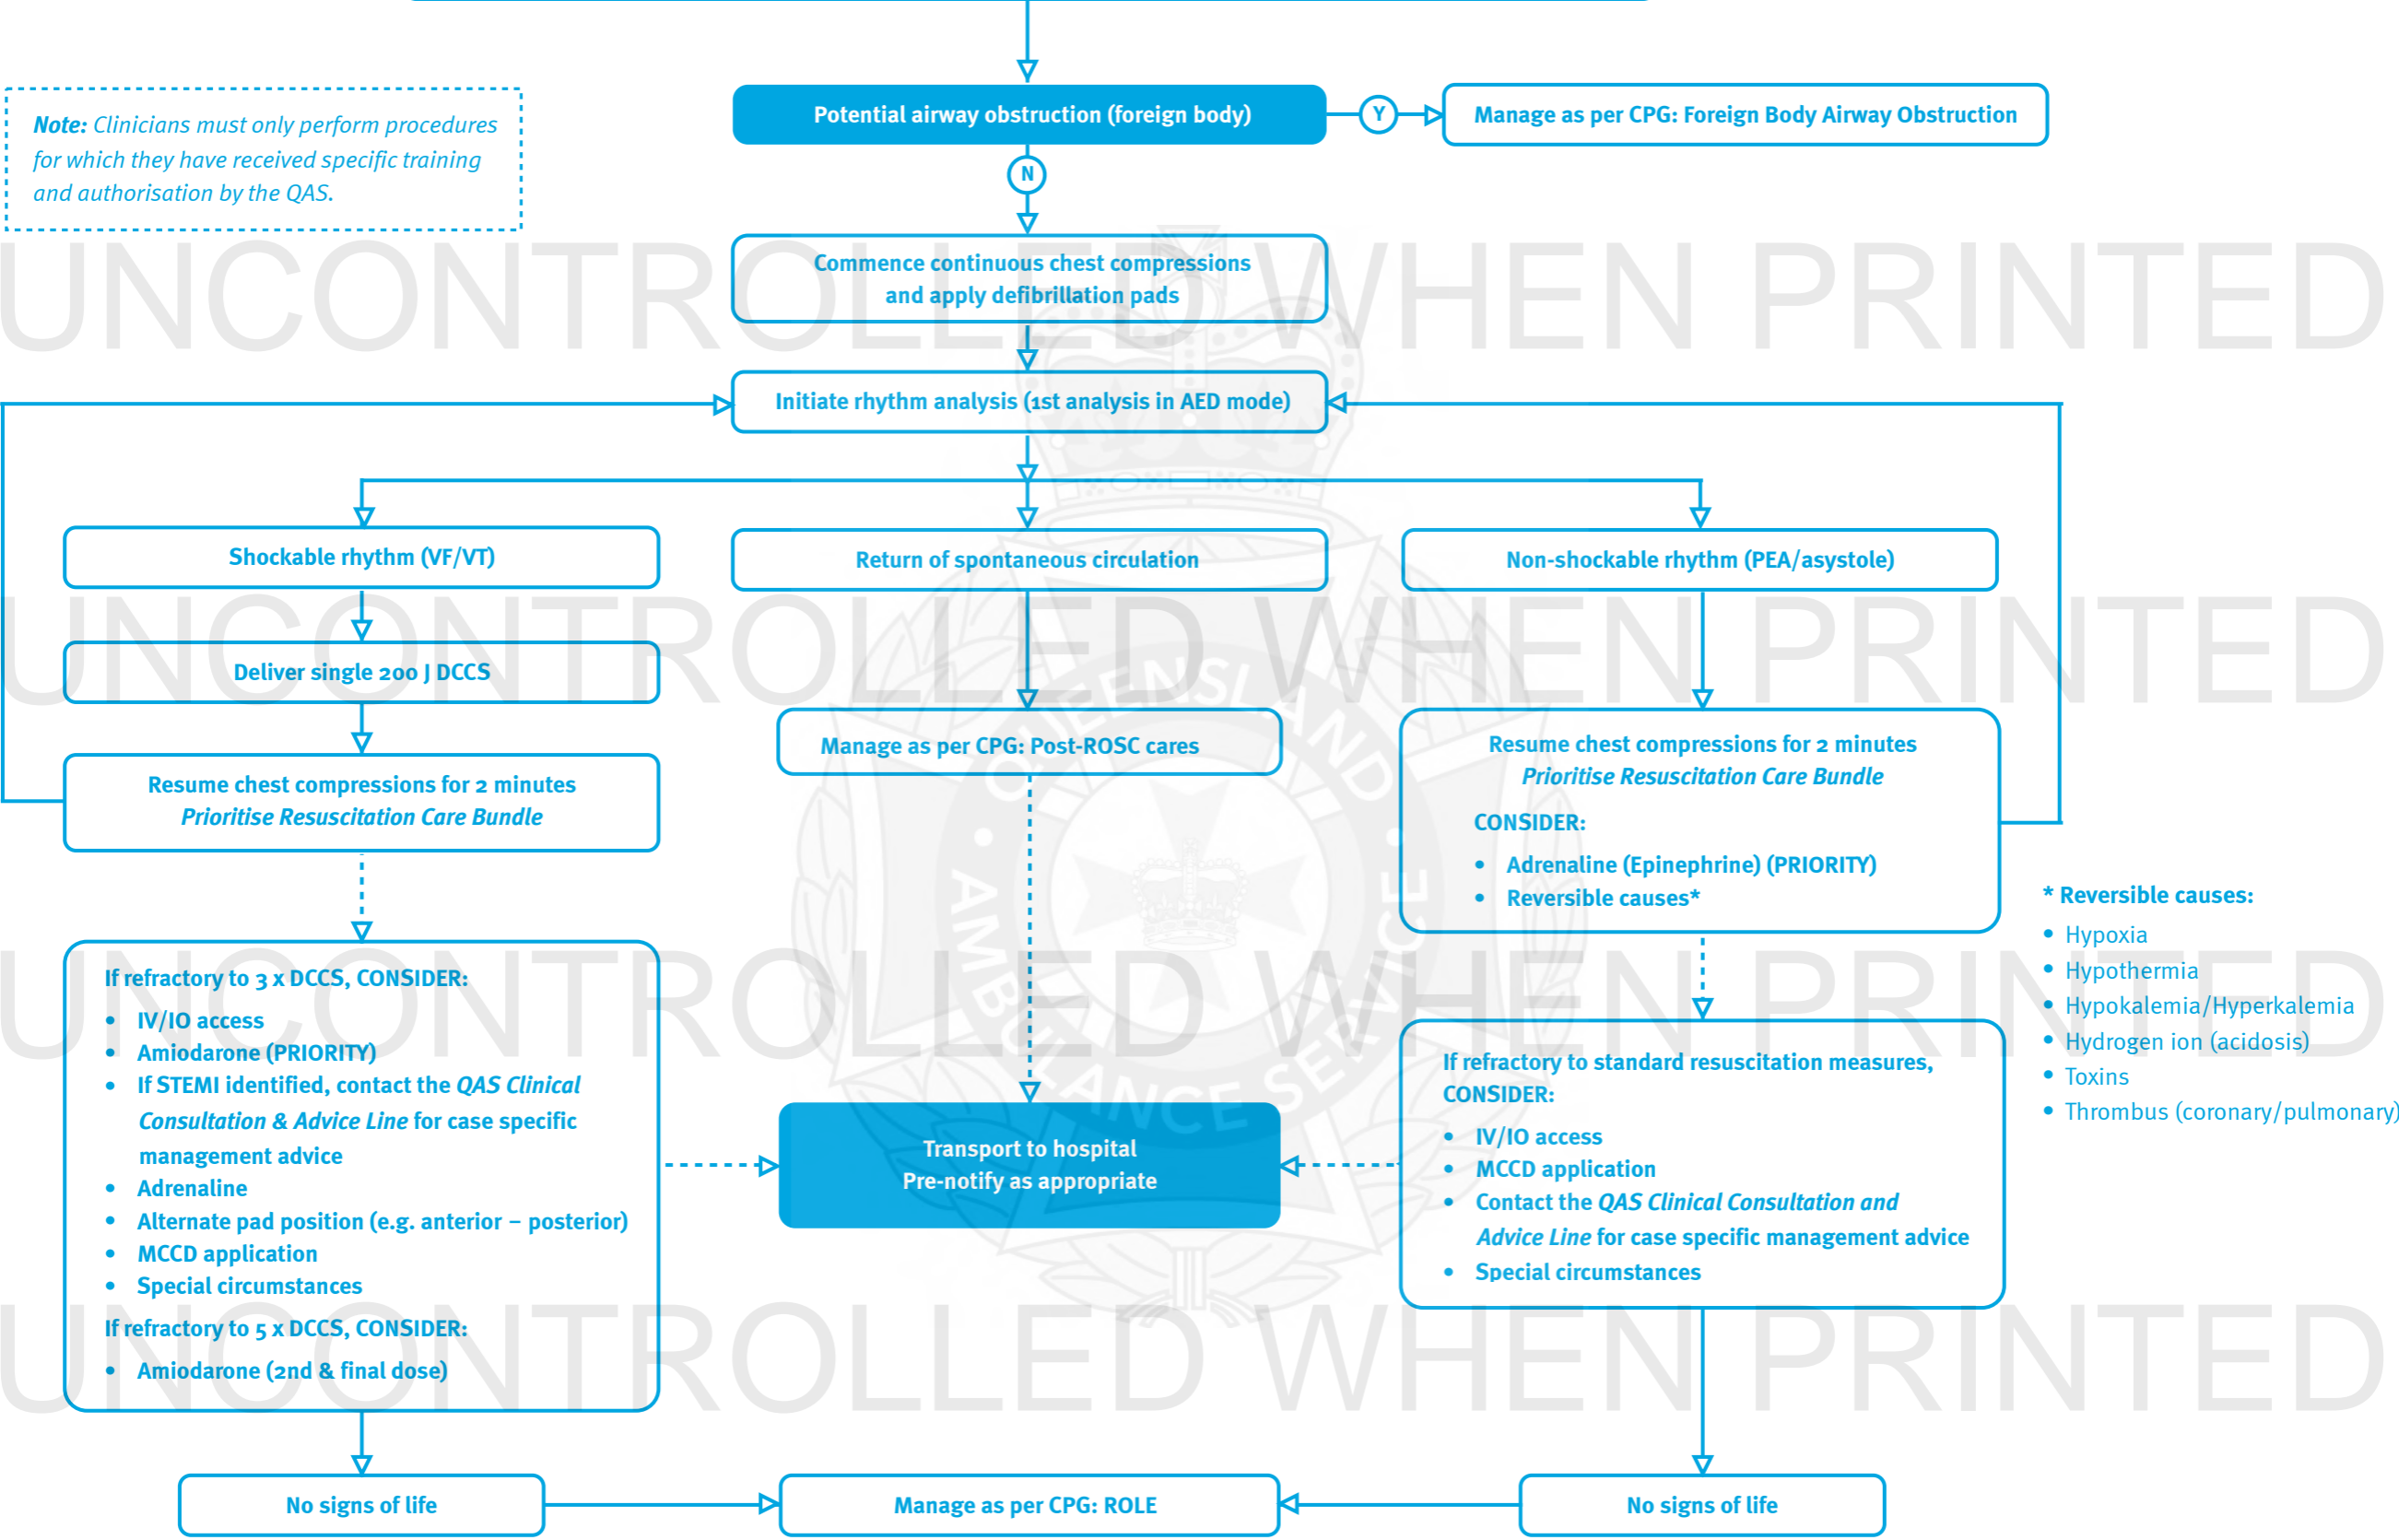 Potential airway obstruction (foreign body)
Y
Manage as per CPG: Foreign Body Airway Obstruction
Note: Clinicians must only perform procedures
for which they have received specific training
and authorisation by the QAS.
N
Commence continuous chest compressions
and apply defibrillation pads
UNCONTROLLED WHEN PRINTED
Initiate rhythm analysis (1st analysis in AED mode)
Shockable rhythm (VF/VT)
Return of spontaneous circulation
Non-shockable rhythm (PEA/asystole)
UNCONTROLLED WHEN PRINTED
Deliver single 200 J DCCS
Manage as per CPG: Post-ROSC cares
Resume chest compressions for 2 minutes
Prioritise Resuscitation Care Bundle
Resume chest compressions for 2 minutes
Prioritise Resuscitation Care Bundle
CONSIDER:
• Adrenaline (Epinephrine) (PRIORITY)
• Reversible causes*
QUEENSLAND
AMBULANCE SERVICE
* Reversible causes:
• Hypoxia
• Hypothermia
• Hypokalemia/Hyperkalemia
• Hydrogen ion (acidosis)
• Toxins
• Thrombus (coronary/pulmonary)
UNCONTROLLED WHEN PRINTED
If refractory to 3 x DCCS, CONSIDER:
• IV/IO access
• Amiodarone (PRIORITY)
• If STEMI identified, contact the QAS Clinical
Consultation & Advice Line for case specific
management advice
• Adrenaline
• Alternate pad position (e.g. anterior – posterior)
• MCCD application
• Special circumstances
If refractory to 5 x DCCS, CONSIDER:
• Amiodarone (2nd & final dose)
Transport to hospital
Pre-notify as appropriate
If refractory to standard resuscitation measures,
CONSIDER:
• IV/IO access
• MCCD application
• Contact the QAS Clinical Consultation and
Advice Line for case specific management advice
• Special circumstances
UNCONTROLLED WHEN PRINTED
No signs of life
Manage as per CPG: ROLE
No signs of life